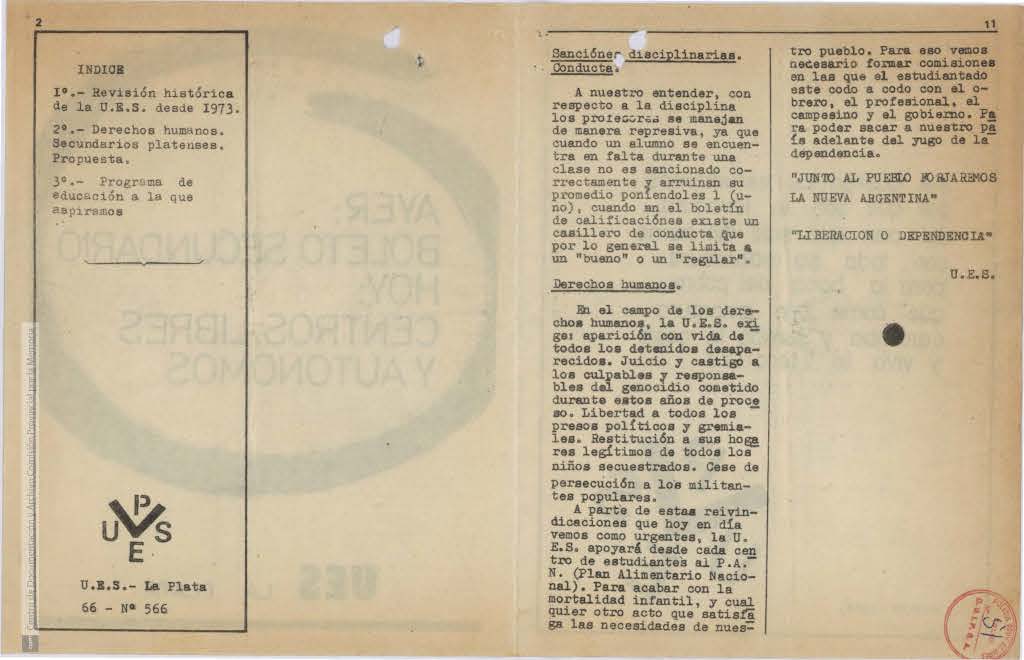 2
INDICE
Iº.- Revisión histórica
de la U.E.S. desde I973.
2º.- Derechos humanos.
Secundarios platenses.
Propuesta.
3º.- Programa de
educación a la que
aspiramos
P
U S
E
U.E.S.- La Plata
66 - Nº 566
11
Sanciónes disciplinarias.
Conducta.
A nuestro entender, con
respecto a la disciplina
los profesores se manejan
de manera represiva, ya que
cuando un alumno se encuen-
tra en falta durante una
clase no es sancionado co-
rrectamente y arruinan su
promedio poniendoles 1 (u-
no), cuando en el boletín
de calificaciónes existe un
casillero de conducta que
por lo general se limita a
un "bueno" o un "regular".
Derechos humanos.
En el campo de los dere-
chos humanos, la U.E.S. exi
ge: aparición con vida de
todos los detenidos desapa-
recidos. Juicio y castigo a
los culpables y responsa-
bles del genocidio cometido
durante estos años de proce
so. Libertad a todos los
presos políticos y gremia-
les. Restitución a sus hoga
res legítimos de todos los
niños secuestrados. Cese de
persecución a los militan-
tes populares.
A parte de estas reivin-
dicaciones que hoy en día
vemos como urgentes, la U.
E.S. apoyará desde cada cen
tro de estudiantes al P.A.
N. (Plan Alimentario Nacio-
nal). Para acabar con la
mortalidad infantil, y cual
quier otro acto que satisfa
ga las necesidades de nues-
tro pueblo. Para eso vemos
necesario formar comisiones
en las que el estudiantado
este codo a codo con el o-
brero, el profesional, el
campesino y el gobierno. Pa
ra poder sacar a nuestro pa
ís adelante del yugo de la
dependencia.
"JUNTO AL PUEBLO FORJAREMOS
LA NUEVA ARGENTINA"
"LIBERACION O DEPENDENCIA"
U.E.S.
Centro de Documentación y Archivo Comisión Provincial por la Memoria